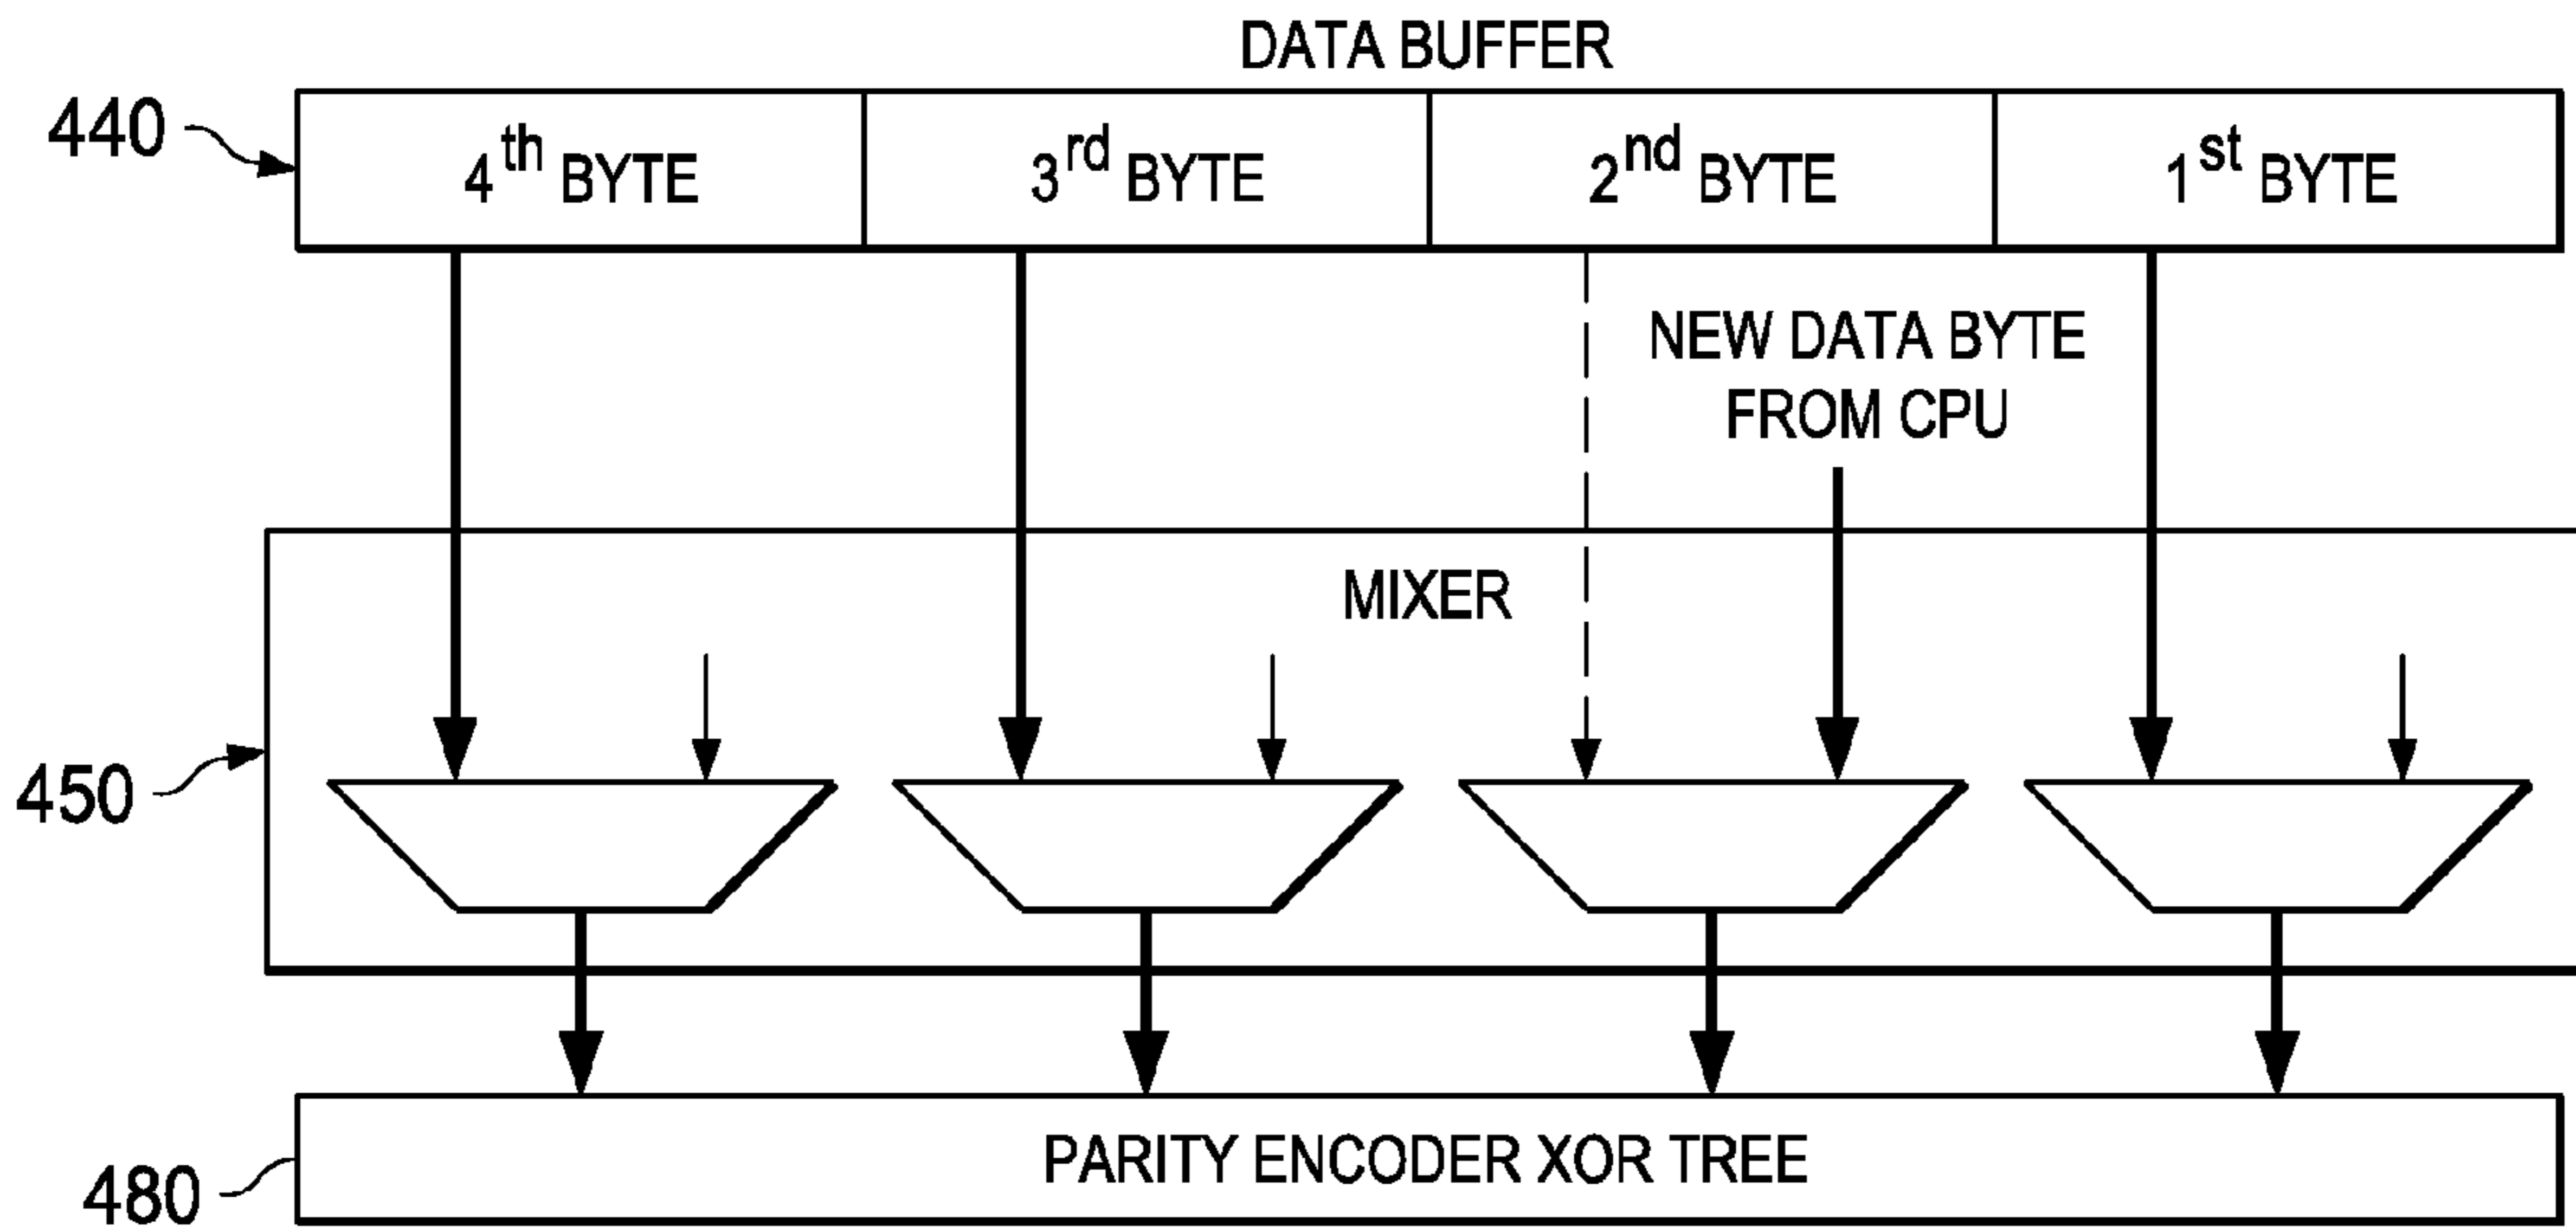 DATA BUFFER
440
4th BYTE
3rd BYTE
2nd BYTE
1st BYTE
NEW DATA BYTE
FROM CPU
MIXER
450
480
PARITY ENCODER XOR TREE